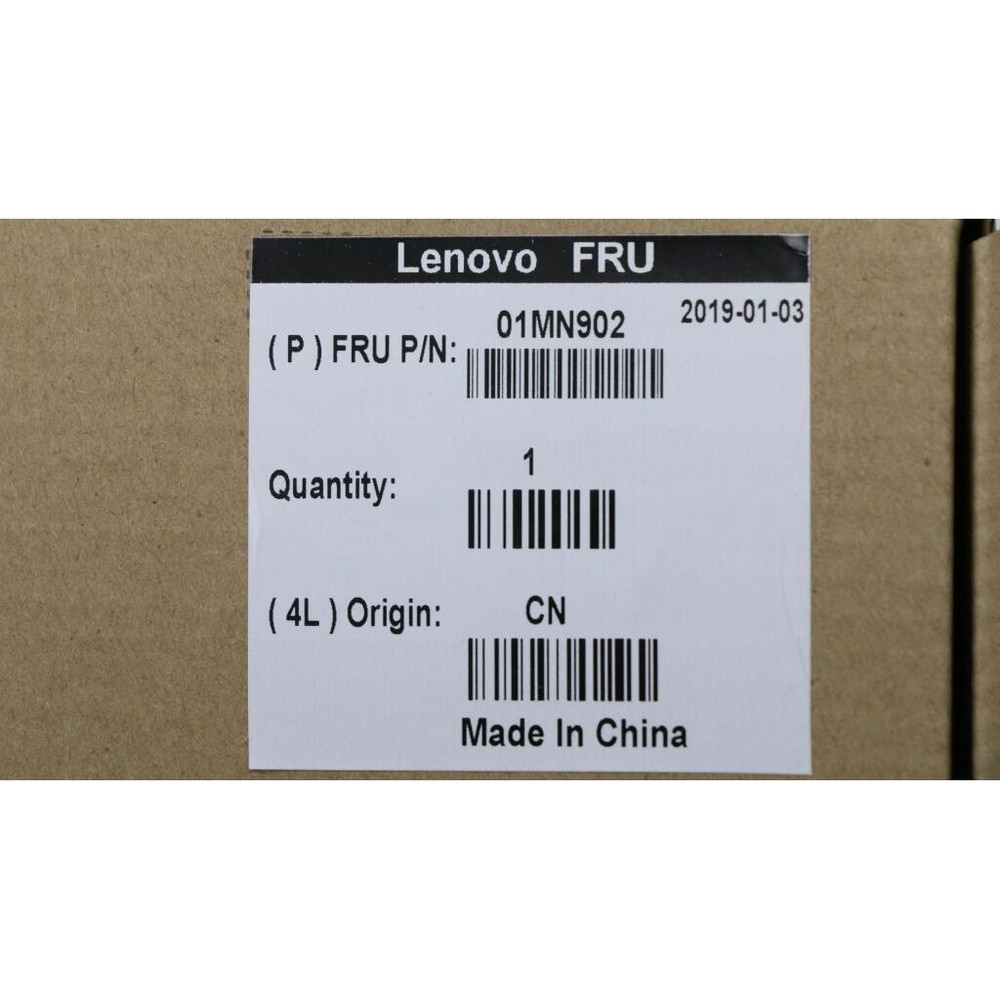 Lenovo FRU
2019-01-03
01MN902
( P ) FRU P/N:
1
Quantity:
( 4L ) Origin: CN
Made In China